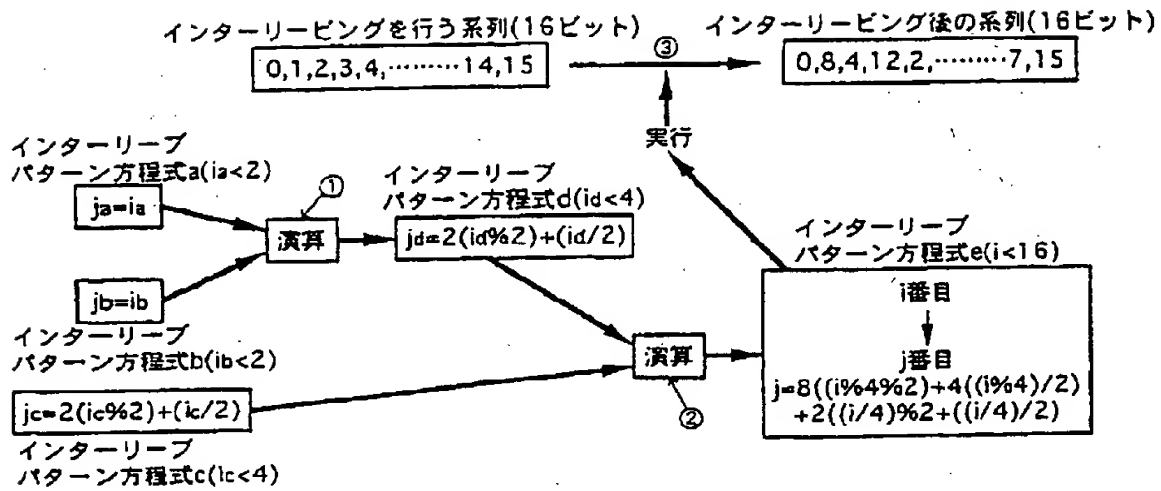 インターリービングを行う系列(16ビット)
0,1,2,3,4,………14,15
③
インターリービング後の系列(16ビット)
0,8,4,12,2,………7,15
実行
インターリーブ
パターン方程式a(ia<2)
ja=ia
①
演算
インターリーブ
パターン方程式d(id<4)
jd=2(id%2)+(id/2)
jb=ib
インターリーブ
パターン方程式b(ib<2)
jc=2(ic%2)+(ic/2)
インターリーブ
パターン方程式c(ic<4)
演算
②
インターリーブ
パターン方程式e(i<16)
i番目
j番目
j=8((i%4%2)+4((i%4)/2)
+2((i/4)%2+((i/4)/2)